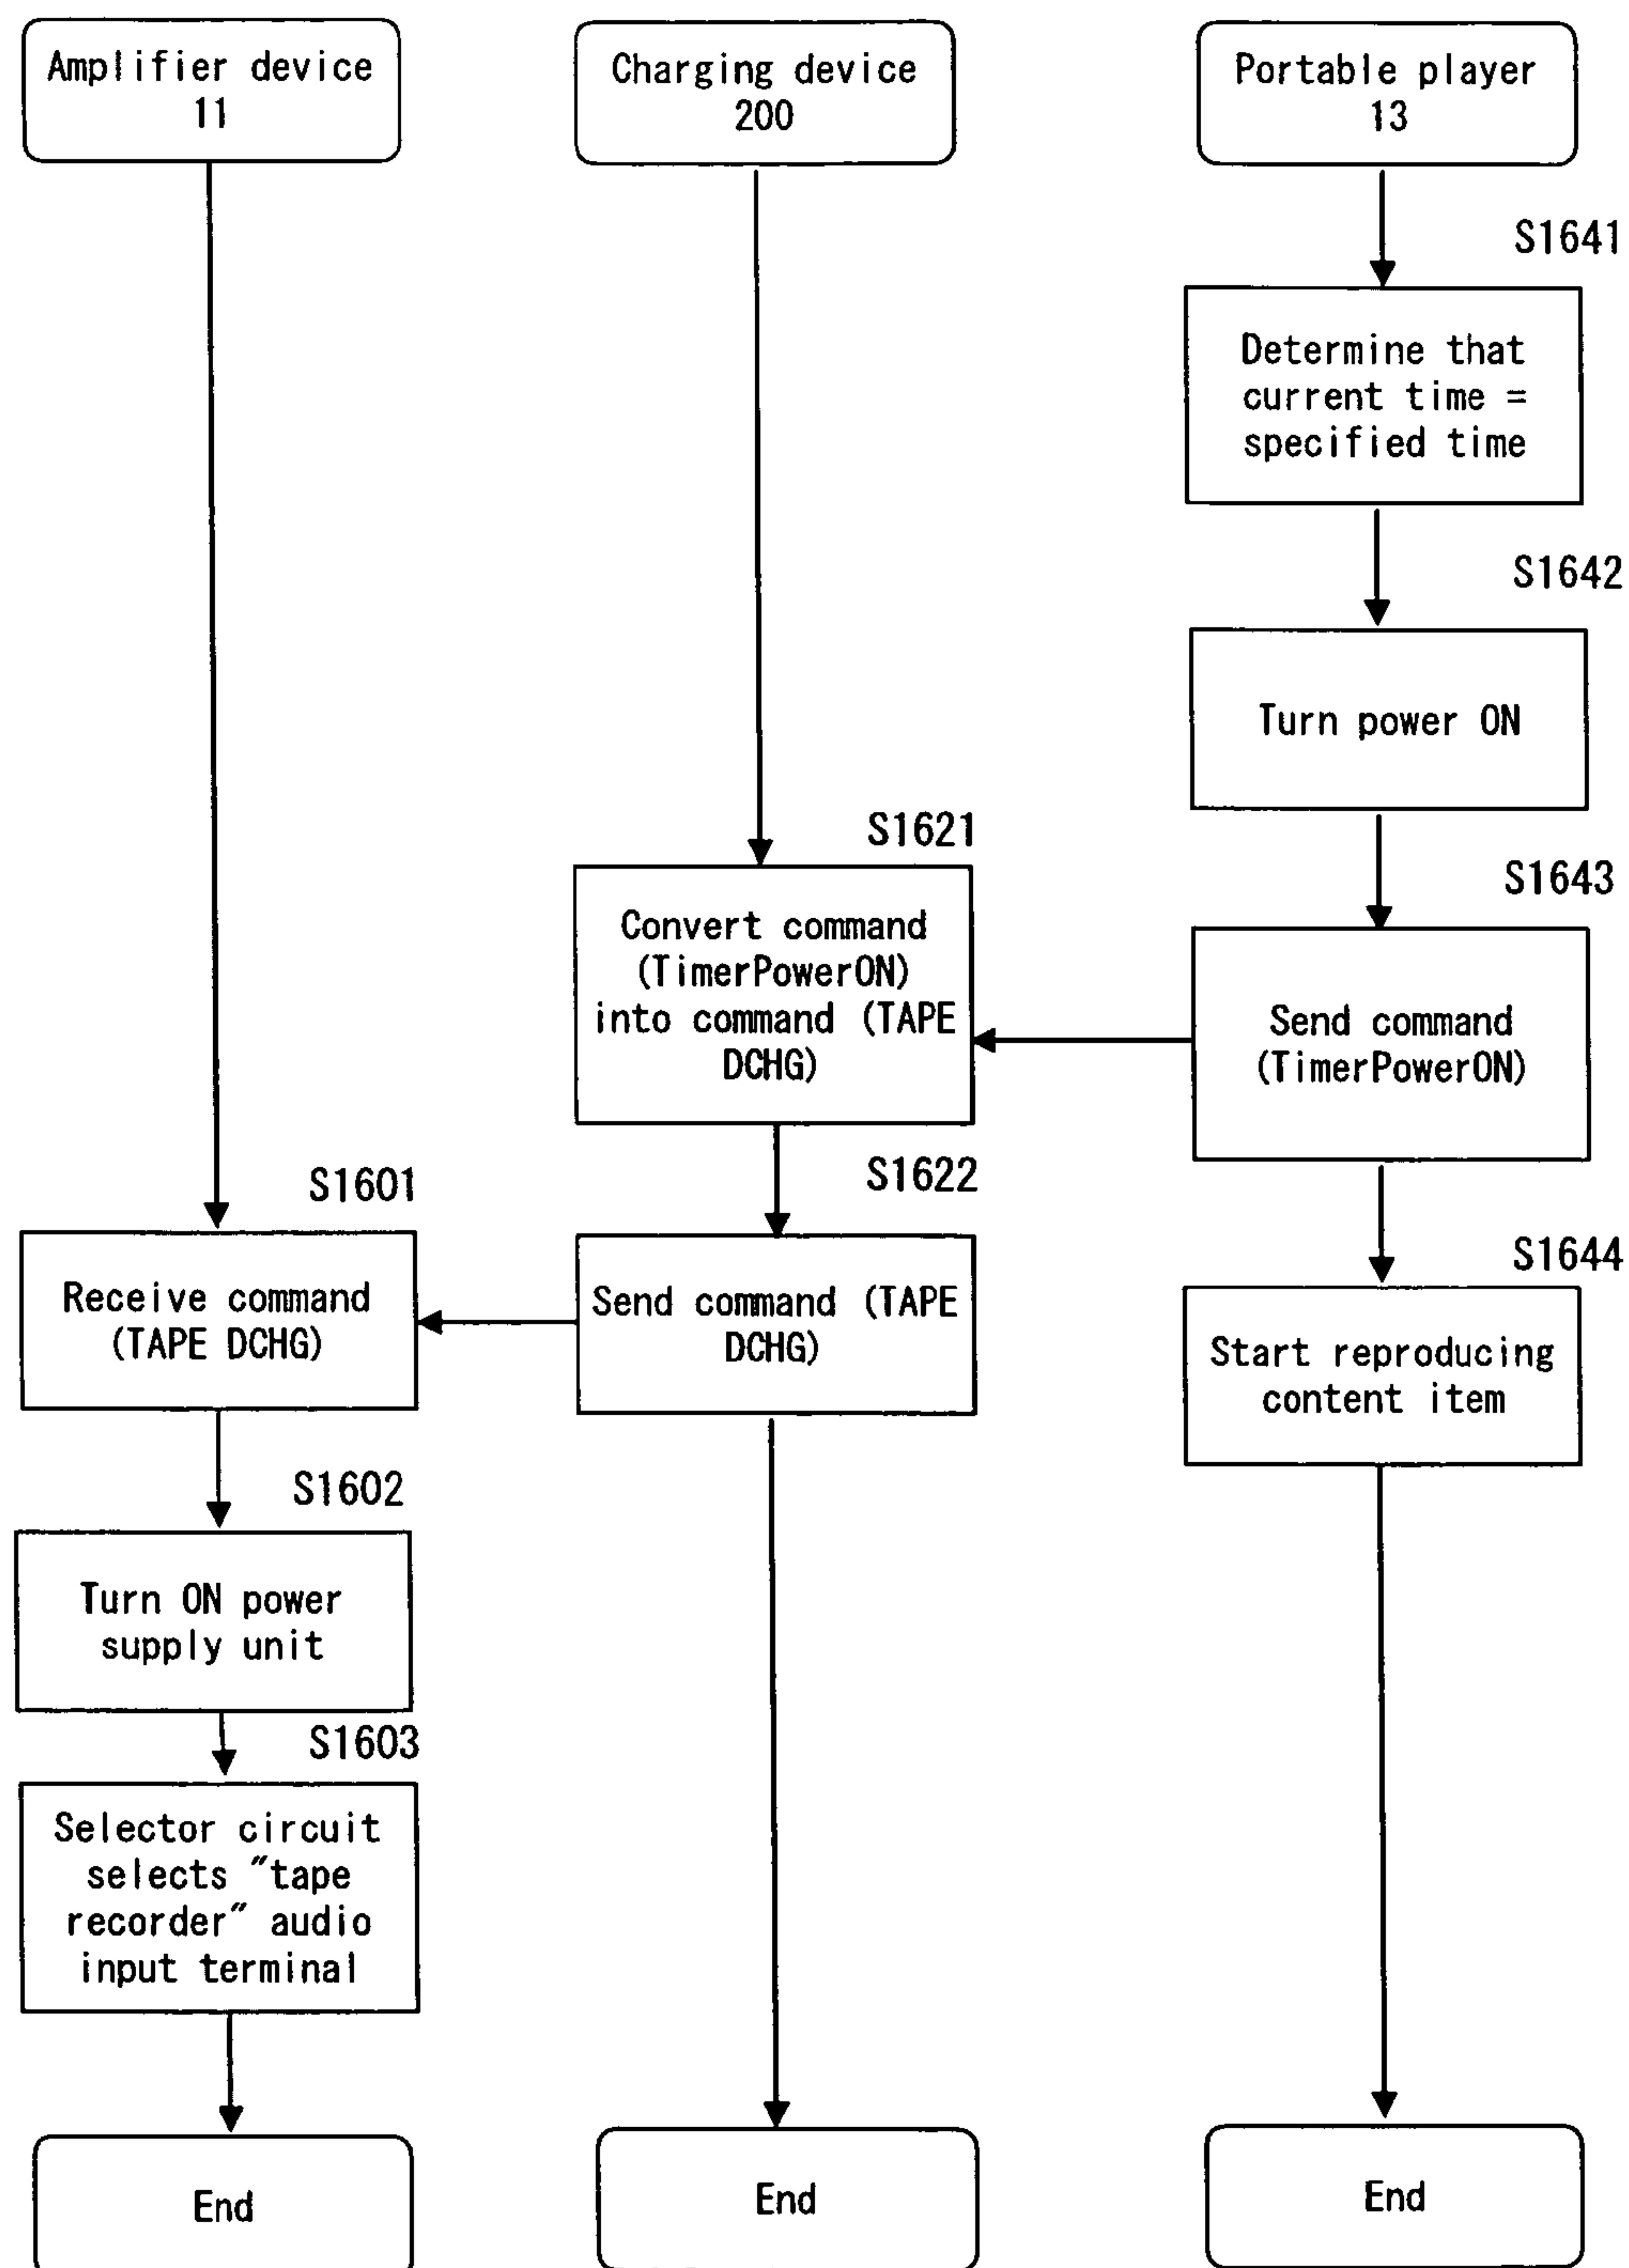 Amplifier device
11
Charging device
200
Portable player
13
S1641
Determine that
current time =
specified time
S1642
Turn power ON
S1621
S1643
Convert command
(TimerPowerON)
into command (TAPE
DCHG)
Send command
(TimerPowerON)
S1601
S1622
Receive command
(TAPE DCHG)
Send command (TAPE
DCHG)
S1644
Start reproducing
content item
S1602
Turn ON power
supply unit
S1603
Selector circuit
selects "tape
recorder" audio
input terminal
End
End
End